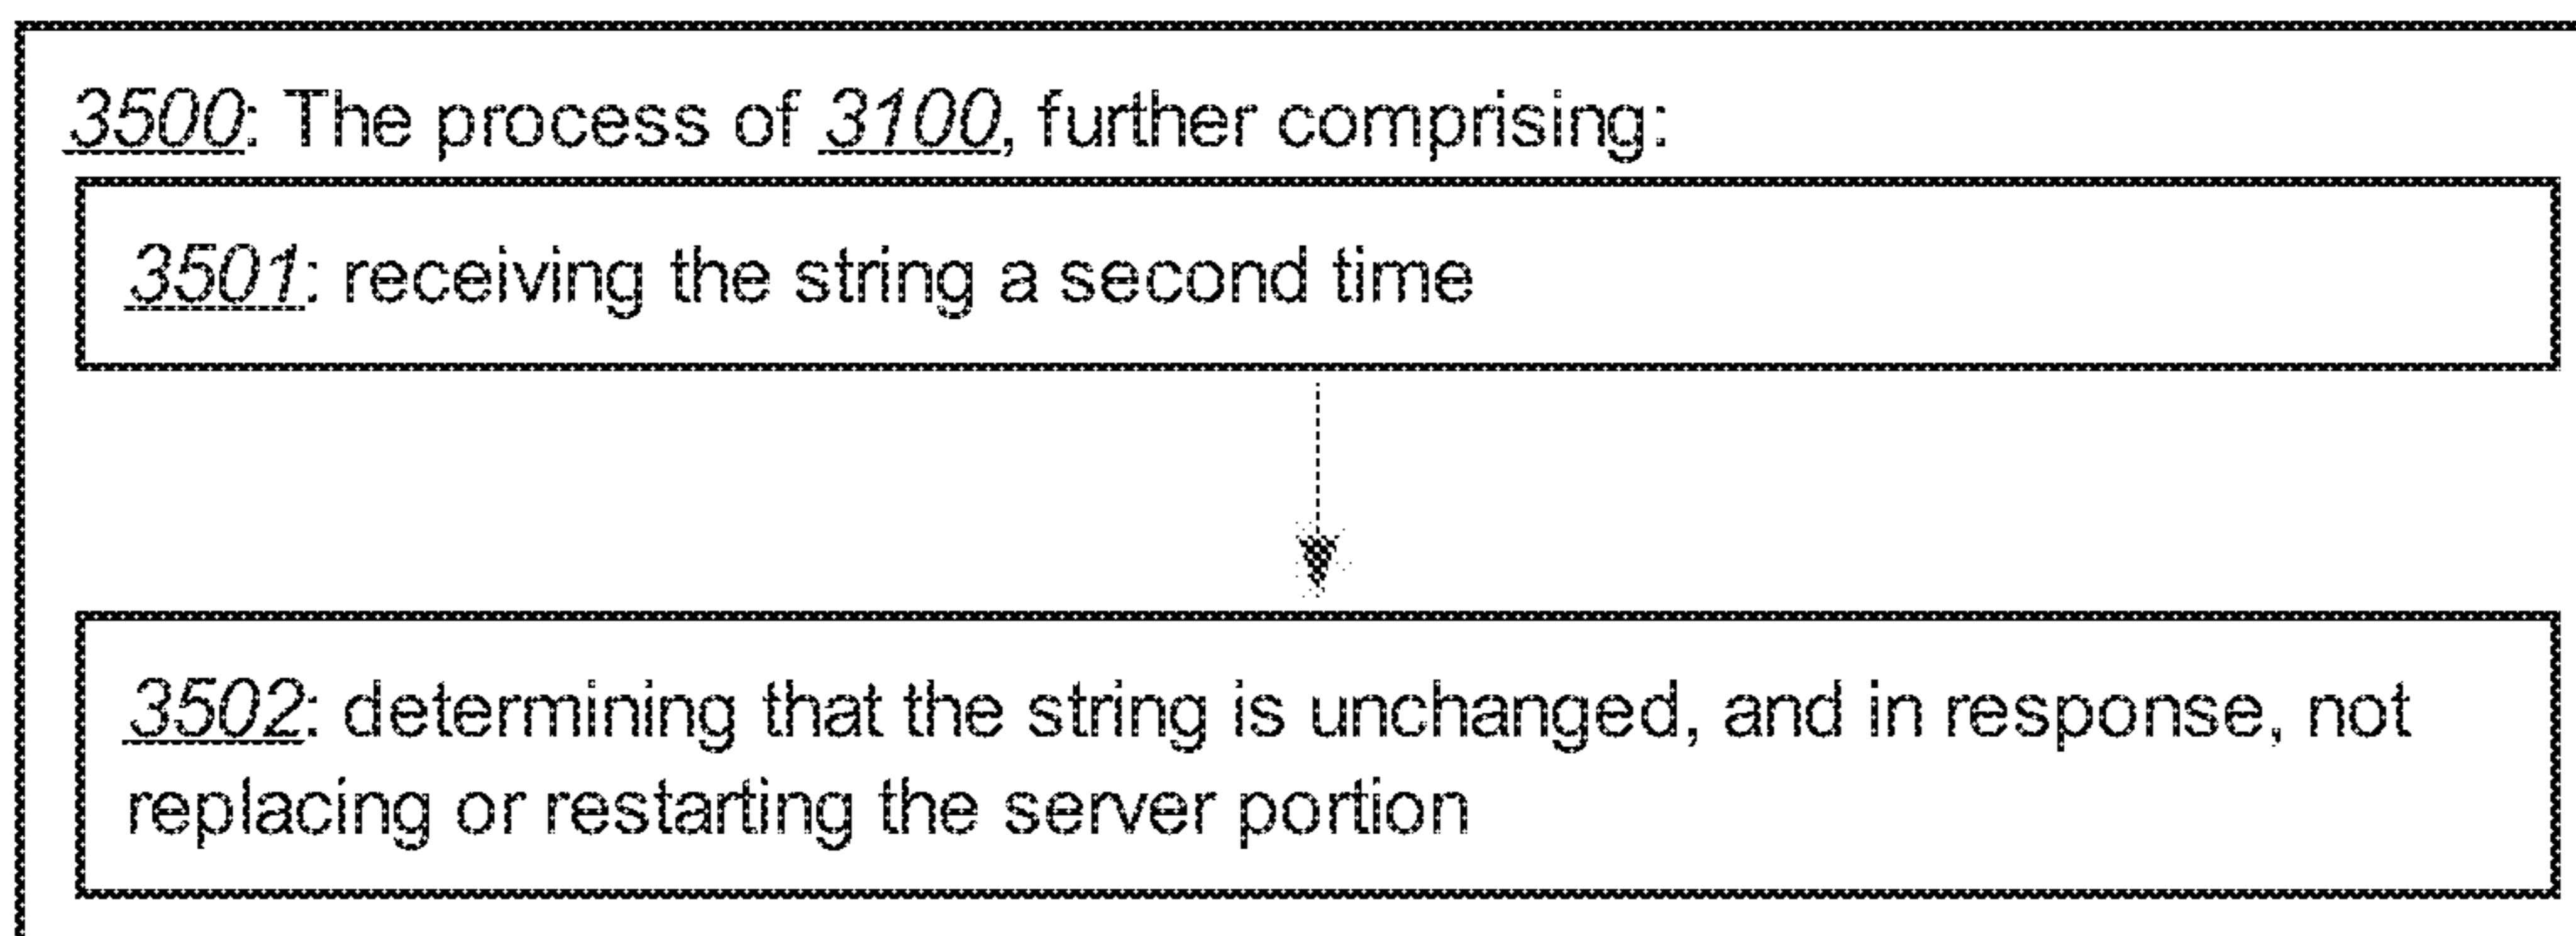 3500: The process of 3100, further comprising:
3501: receiving the string a second time
3502: determining that the string is unchanged, and in response, not
replacing or restarting the server portion